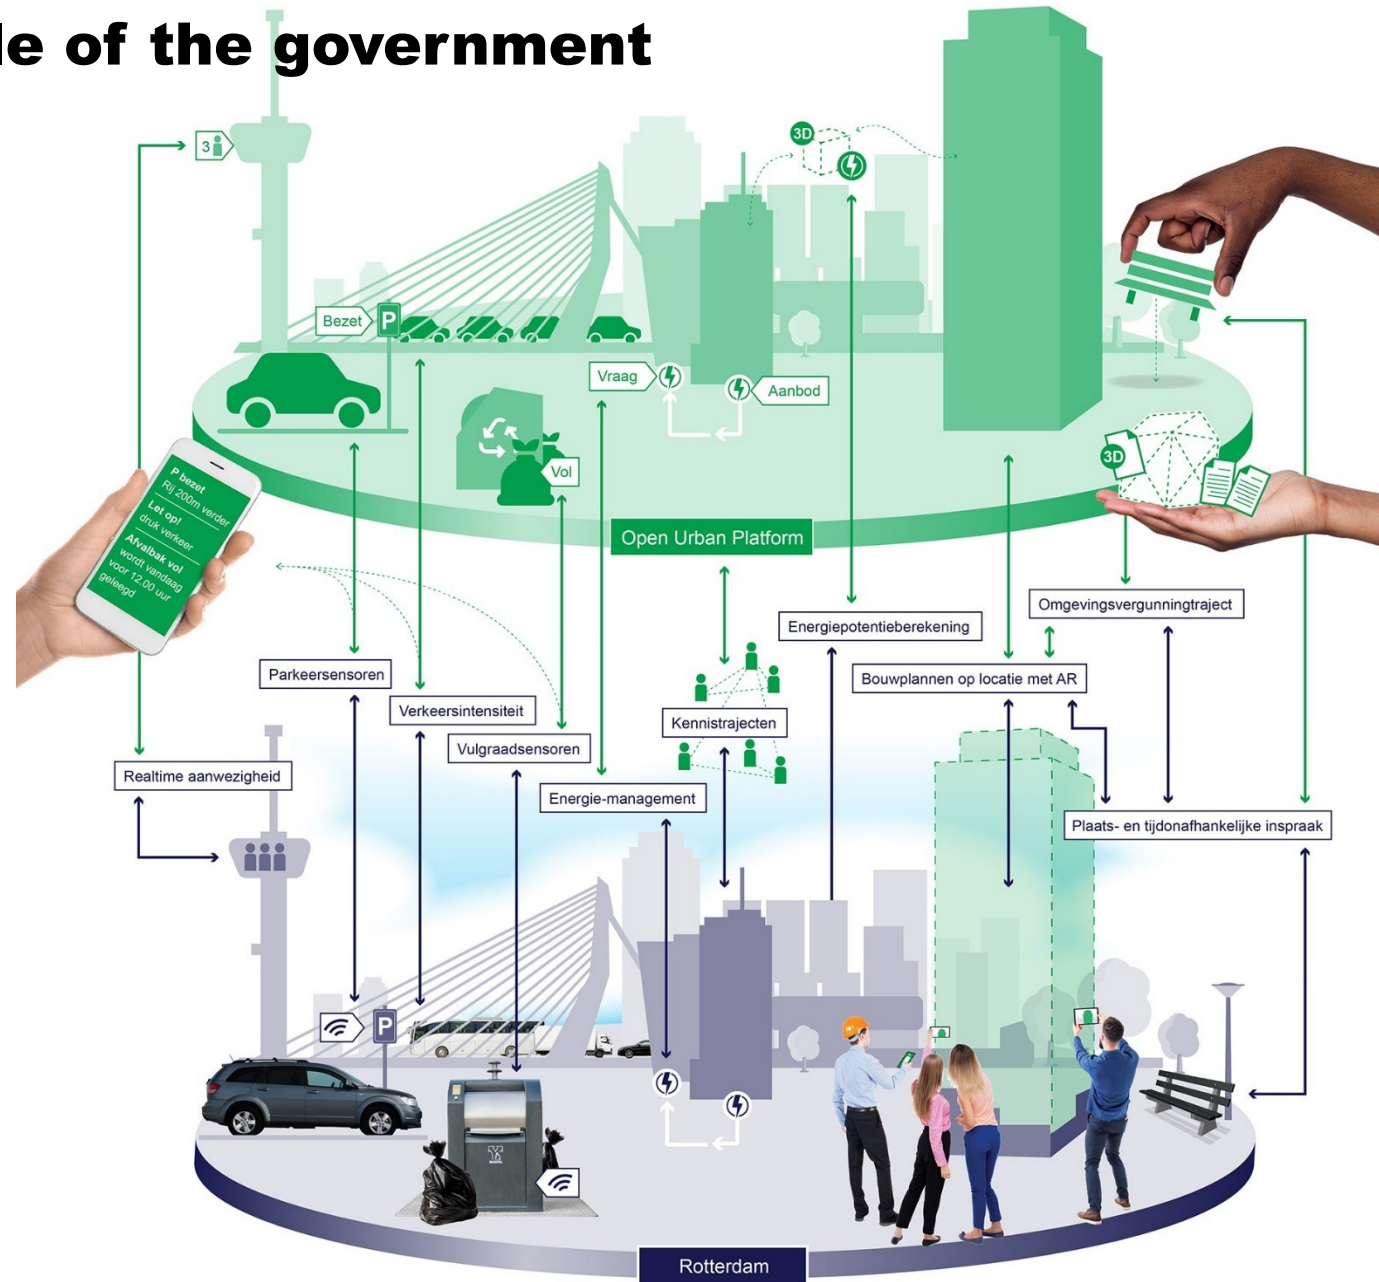 le of the government
3D
3
Bezet
P
Vraag
Aanbod
Vol
3D
P bezet
Rij 200m verder
Let op!
druk verkeer
Afvalbak vol
wordt vandaag
voor 12.00 uur
geleegd
Open Urban Platform
Omgevingsvergunningtraject
Energiepotentieberekening
Parkeersensoren
Bouwplannen op locatie met AR
Verkeersintensiteit
Kennistrajecten
Vulgraadsensoren
Realtime aanwezigheid
Energie-management
Plaats- en tijdonafhankelijke inspraak
P
Rotterdam